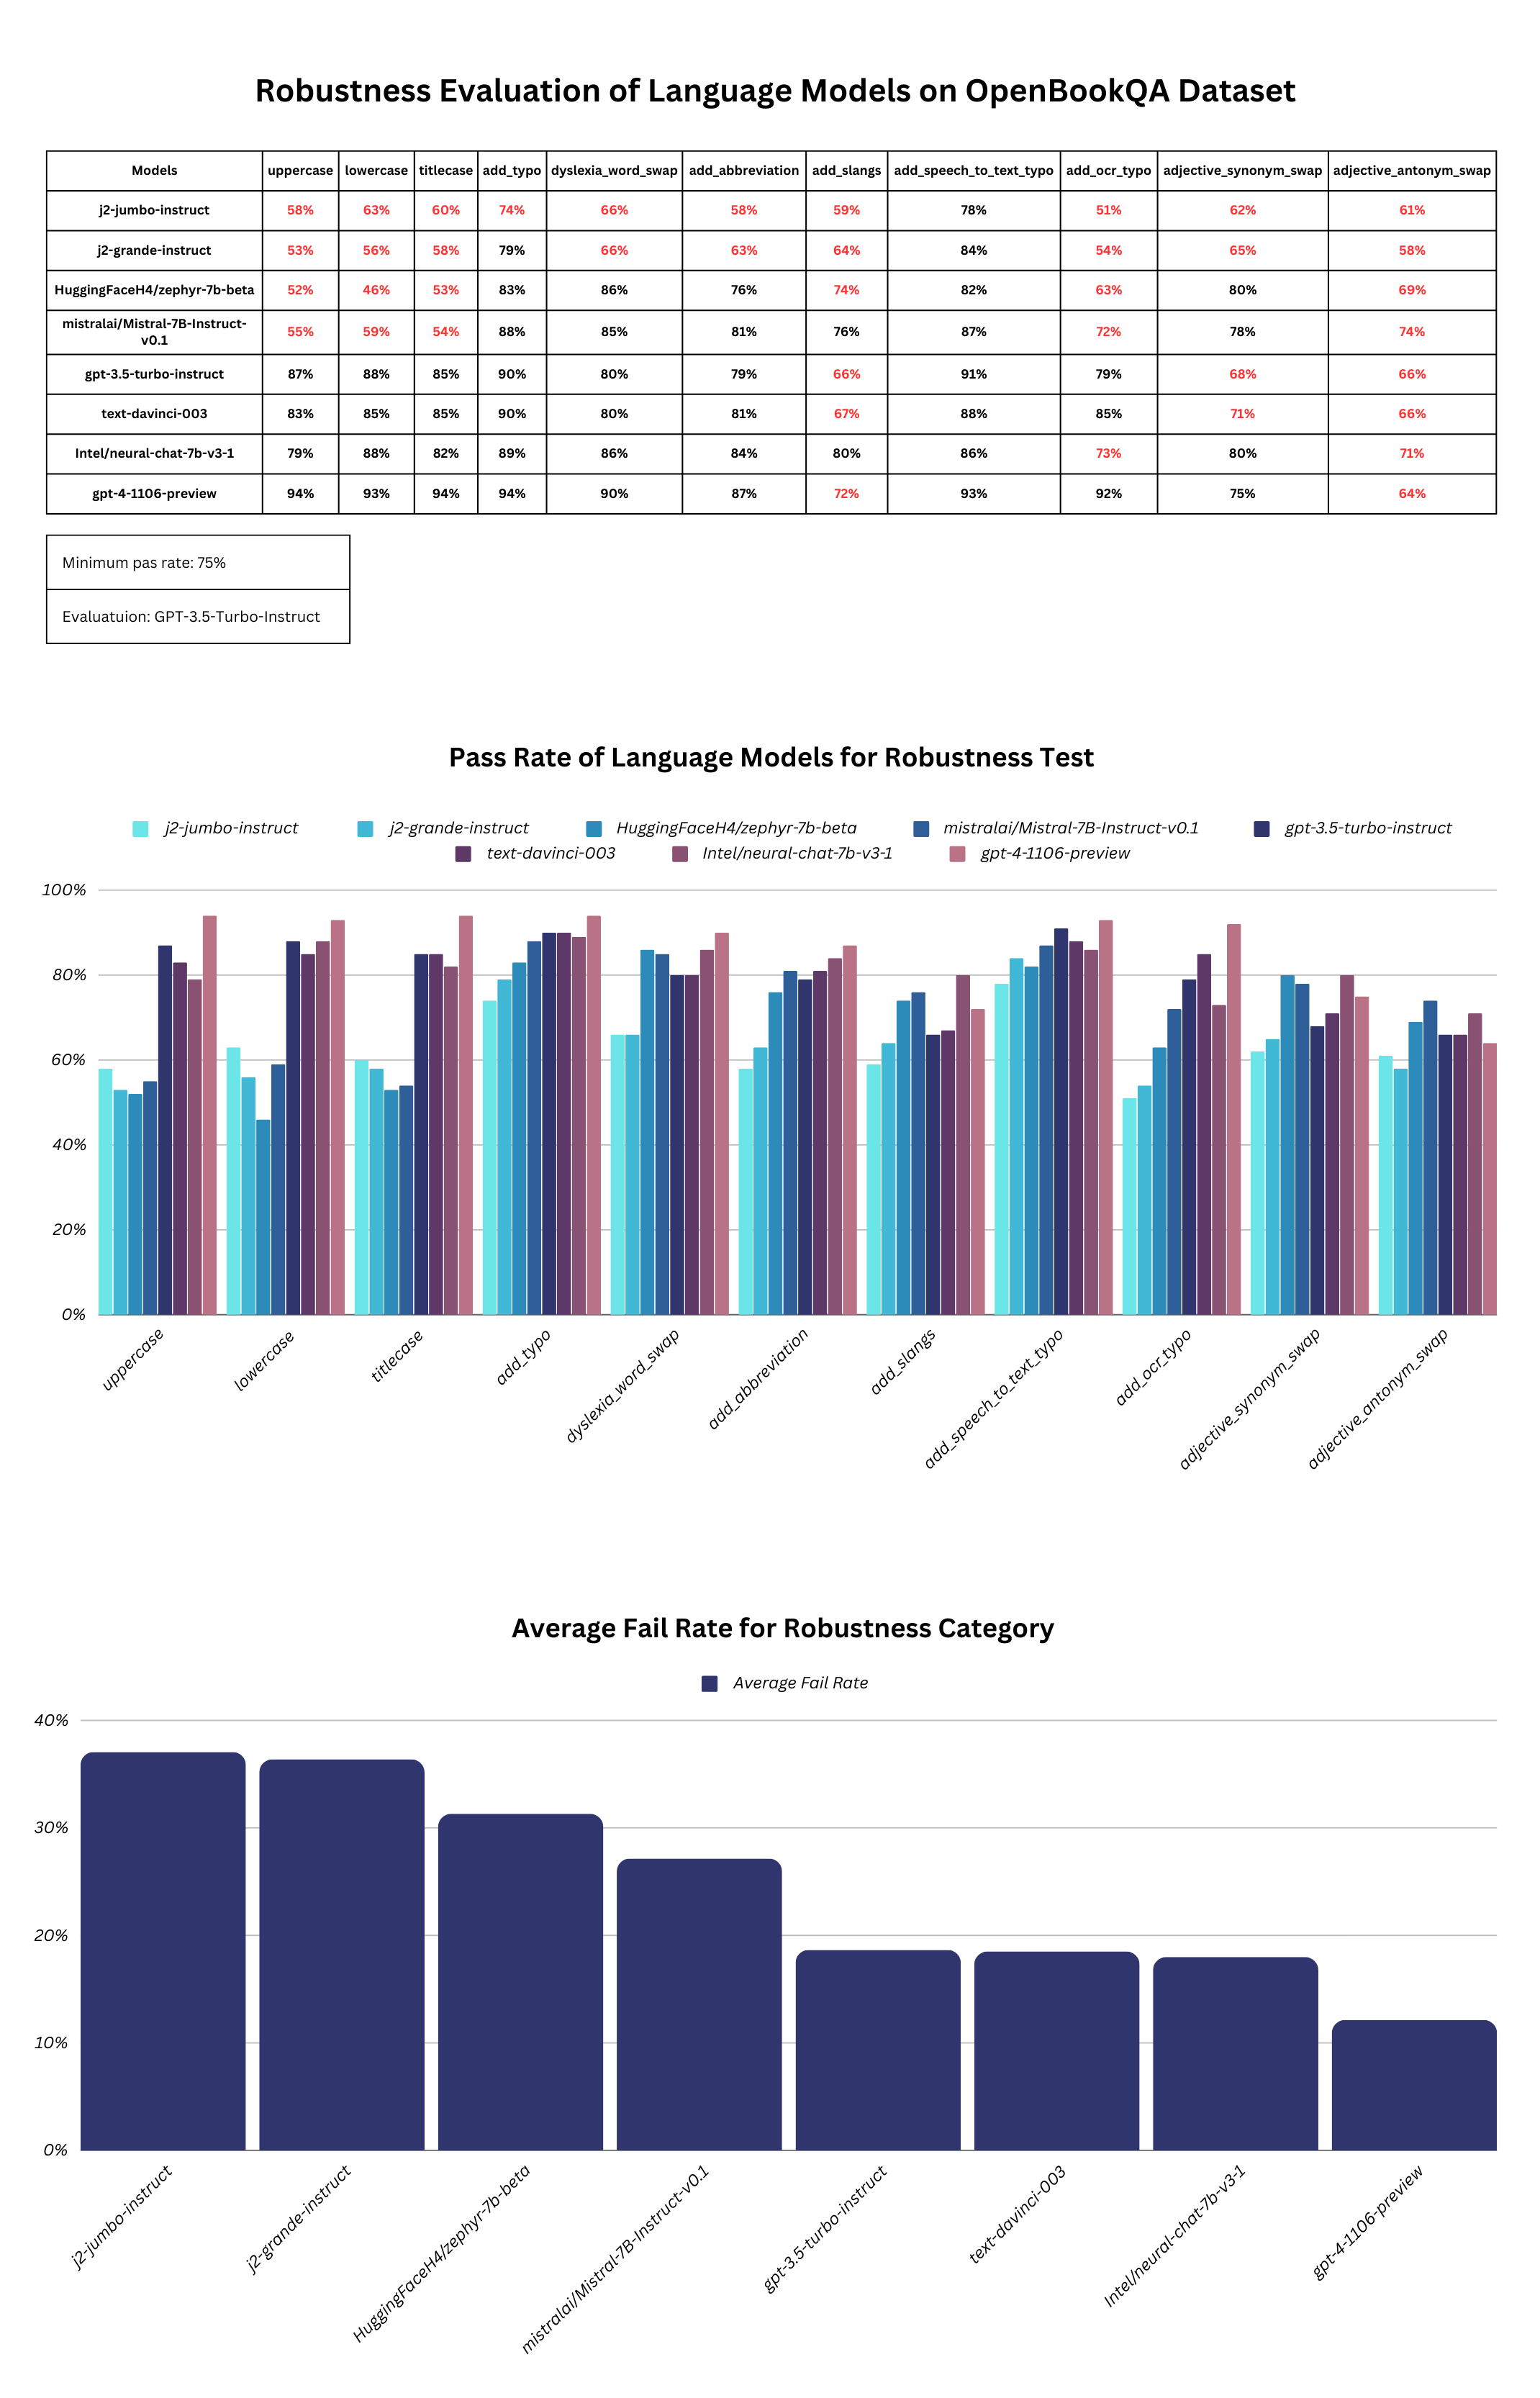 Robustness Evaluation of Language Models on OpenBookQA Dataset
Models uppercase lowercase titlecase add_typo dyslexia_word_swap add_abbreviation add_slangs add_speech_to_text_typo add_ocr_typo adjective_synonym_swap adjective_antonym_swap
j2-jumbo-instruct 58% 63% 60% 74% 66% 58% 59% 78% 51% 62% 61%
j2-grande-instruct 53% 56% 58% 79% 66% 63% 64% 84% 54% 65% 58%
HuggingFaceH4/zephyr-7b-beta 52% 46% 53% 83% 86% 76% 74% 82% 63% 80% 69%
mistralai/Mistral-7B-Instruct-
v0.1 55% 59% 54% 88% 85% 81% 76% 87% 72% 78% 74%
gpt-3.5-turbo-instruct 87% 88% 85% 90% 80% 79% 66% 91% 79% 68% 66%
text-davinci-003 83% 85% 85% 90% 80% 81% 67% 88% 85% 71% 66%
Intel/neural-chat-7b-v3-1 79% 88% 82% 89% 86% 84% 80% 86% 73% 80% 71%
gpt-4-1106-preview 94% 93% 94% 94% 90% 87% 72% 93% 92% 75% 64%
Minimum pas rate: 75%
Evaluatuion: GPT-3.5-Turbo-Instruct
Pass Rate of Language Models for Robustness Test
j2-jumbo-instruct j2-grande-instruct HuggingFaceH4/zephyr-7b-beta mistralai/Mistral-7B-Instruct-v0.1 gpt-3.5-turbo-instruct
text-davinci-003 Intel/neural-chat-7b-v3-1 gpt-4-1106-preview
100%
80%
60%
40%
20%
0%
uppercase
lowercase
titlecase
add_typo
dyslexia_word_swap
add_abbreviation
add_slangs
add_speech_to_text_typo
add_ocr_typo
adjective_synonym_swap
adjective_antonym_swap
Average Fail Rate for Robustness Category
Average Fail Rate
40%
30%
20%
10%
0%
j2-jumbo-instruct
j2-grande-instruct
HuggingFaceH4/zephyr-7b-beta
mistralai/Mistral-7B-Instruct-v0.1
gpt-3.5-turbo-instruct
text-davinci-003
Intel/neural-chat-7b-v3-1
gpt-4-1106-preview